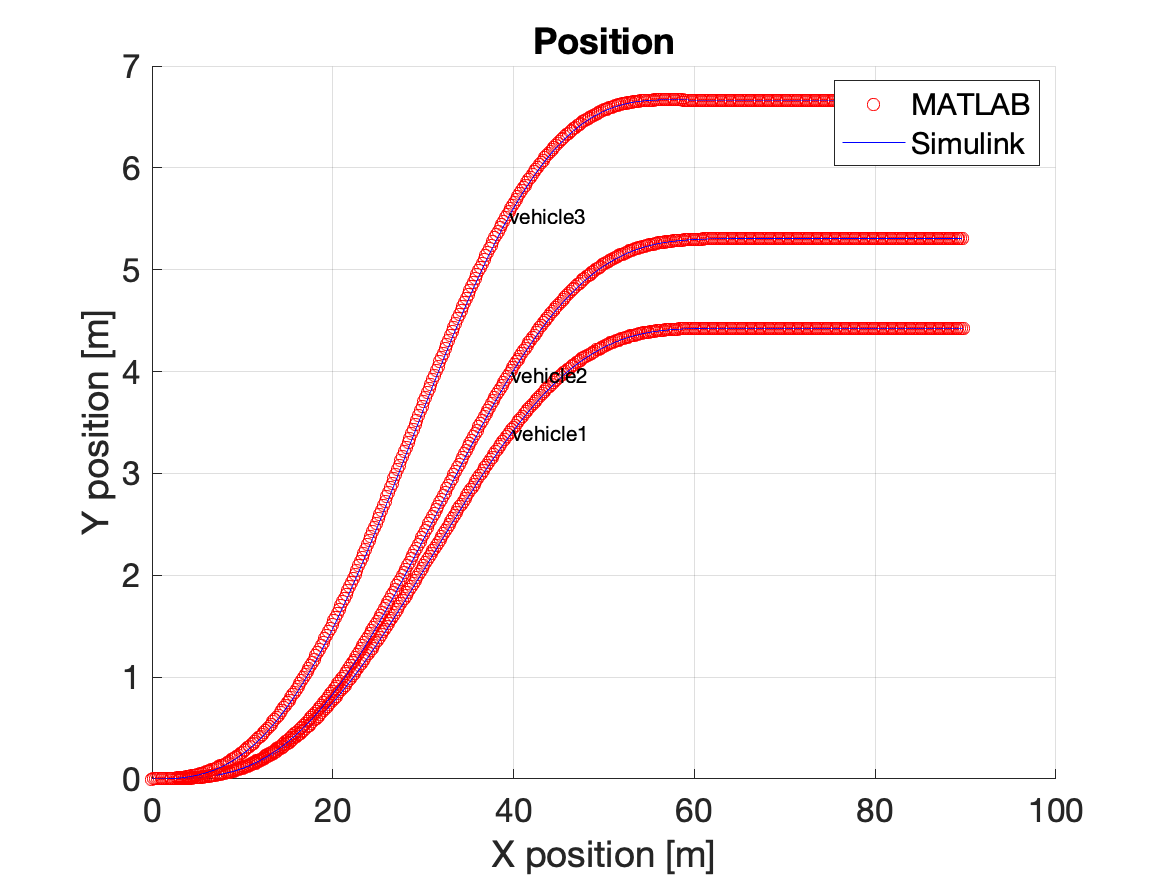 Position
7
6
5
4
3
2
1
0
Y position [m]
MATLAB
Simulink
vehicle3
vehicle2
vehicle1
0 20 40 60 80 100
X position [m]